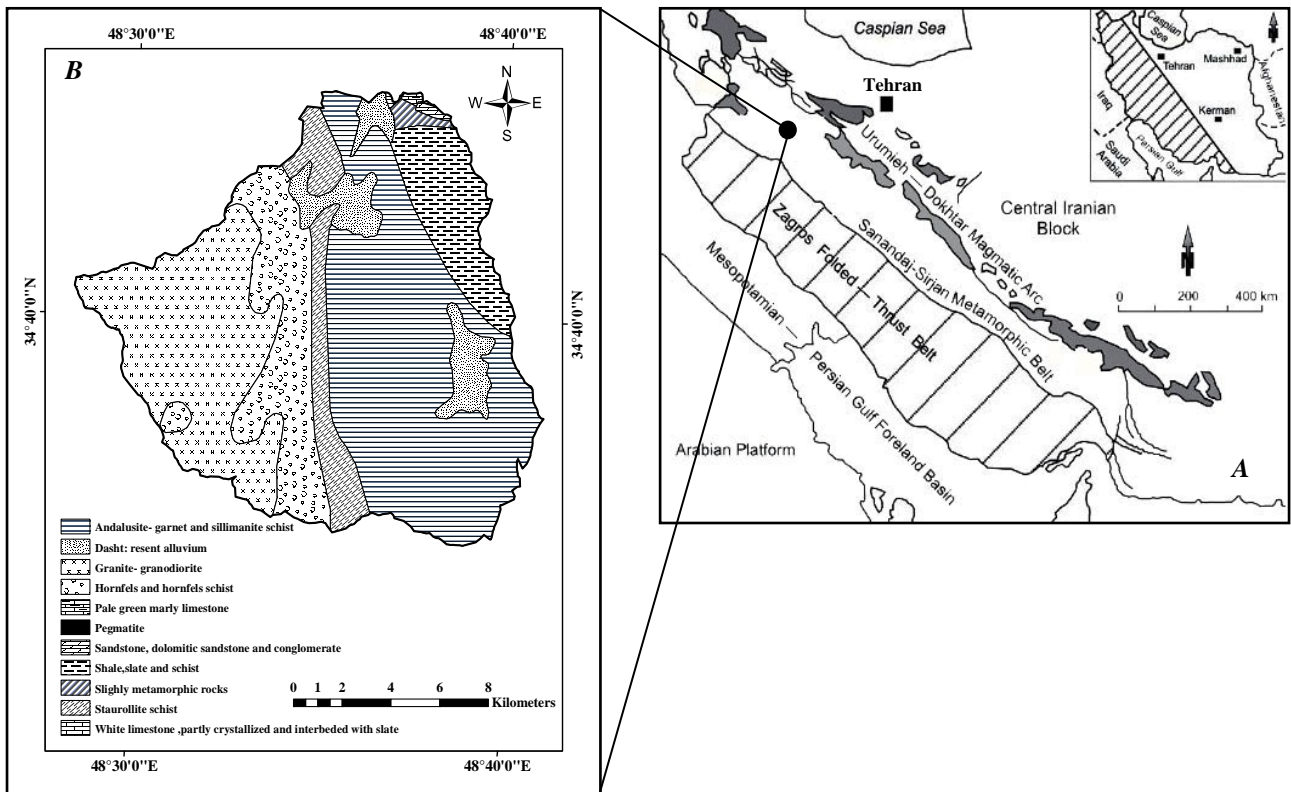 48°30'0"E
48°40'0"E
B
N
W
E
S
34°40'0"N
34°40'0"N
Andalusite- garnet and sillimanite schist
Dasht: resent alluvium
Granite- granodiorite
Hornfels and hornfels schist
Pale green marly limestone
Pegmatite
Sandstone, dolomitic sandstone and conglomerate
Shale,slate and schist
Slighly metamorphic rocks
Staurollite schist
White limestone ,partly crystallized and interbeded with slate
0 1 2 4 6 8
Kilometers
48°30'0"E
48°40'0"E
Caspian Sea
Tehran
Urumieh — Dokhtar Magmatic Arc
Central Iranian
Block
Sanandaj-Sirjan Metamorphic Belt
Zagros Folded — Thrust Belt
Mesopotamian — Persian Gulf Foreland Basin
Arabian Platform
N
0 200 400 km
A
Caspian
Sea
N
Tehran
Mashhad
Afghanestan
Iraq
Kerman
Persian Gulf
Saudi
Arabia